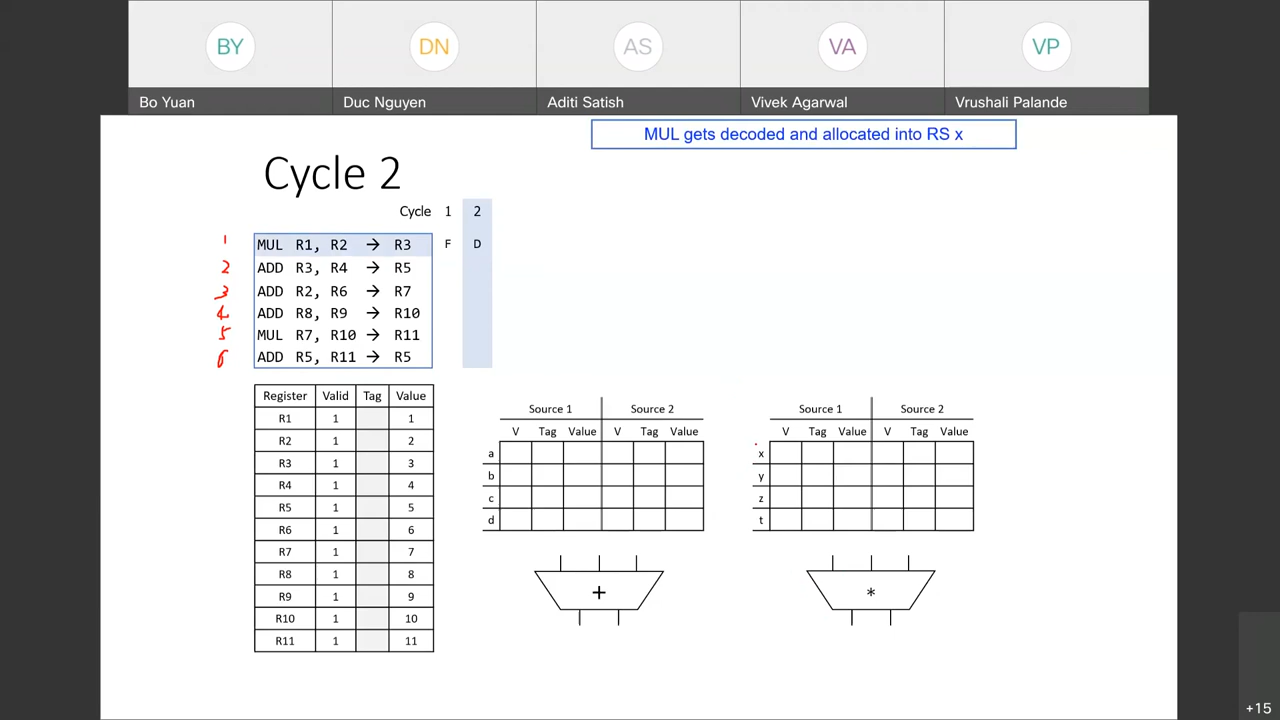 BY DN AS VA VP
Bo Yuan Duc Nguyen Aditi Satish Vivek Agarwal Vrushali Palande
MUL gets decoded and allocated into RS x
Cycle 2
Cycle 1 2
1 MUL R1, R2 → R3 F D
2 ADD R3, R4 → R5
3 ADD R2, R6 → R7
4 ADD R8, R9 → R10
5 MUL R7, R10 → R11
6 ADD R5, R11 → R5
Register Valid Tag Value
R1 1 1
R2 1 2
R3 1 3
R4 1 4
R5 1 5
R6 1 6
R7 1 7
R8 1 8
R9 1 9
R10 1 10
R11 1 11
Source 1 Source 2
V Tag Value V Tag Value
a
b
c
d
+
Source 1 Source 2
V Tag Value V Tag Value
x
y
z
t
*
+15